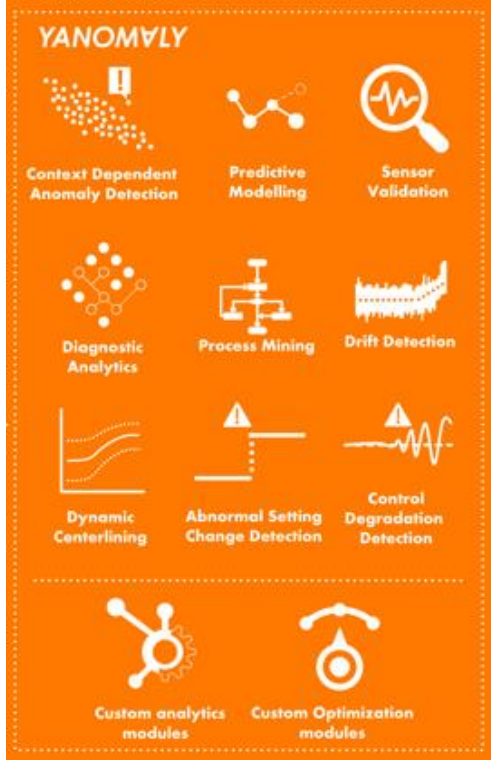 YANOMⱯLY
!
Context Dependent
Anomaly Detection
Predictive
Modelling
Sensor
Validation
Diagnostic
Analytics
Process Mining
Drift Detection
!
!
Dynamic
Centerlining
Abnormal Setting
Change Detection
Control
Degradation
Detection
Custom analytics
modules
Custom Optimization
modules